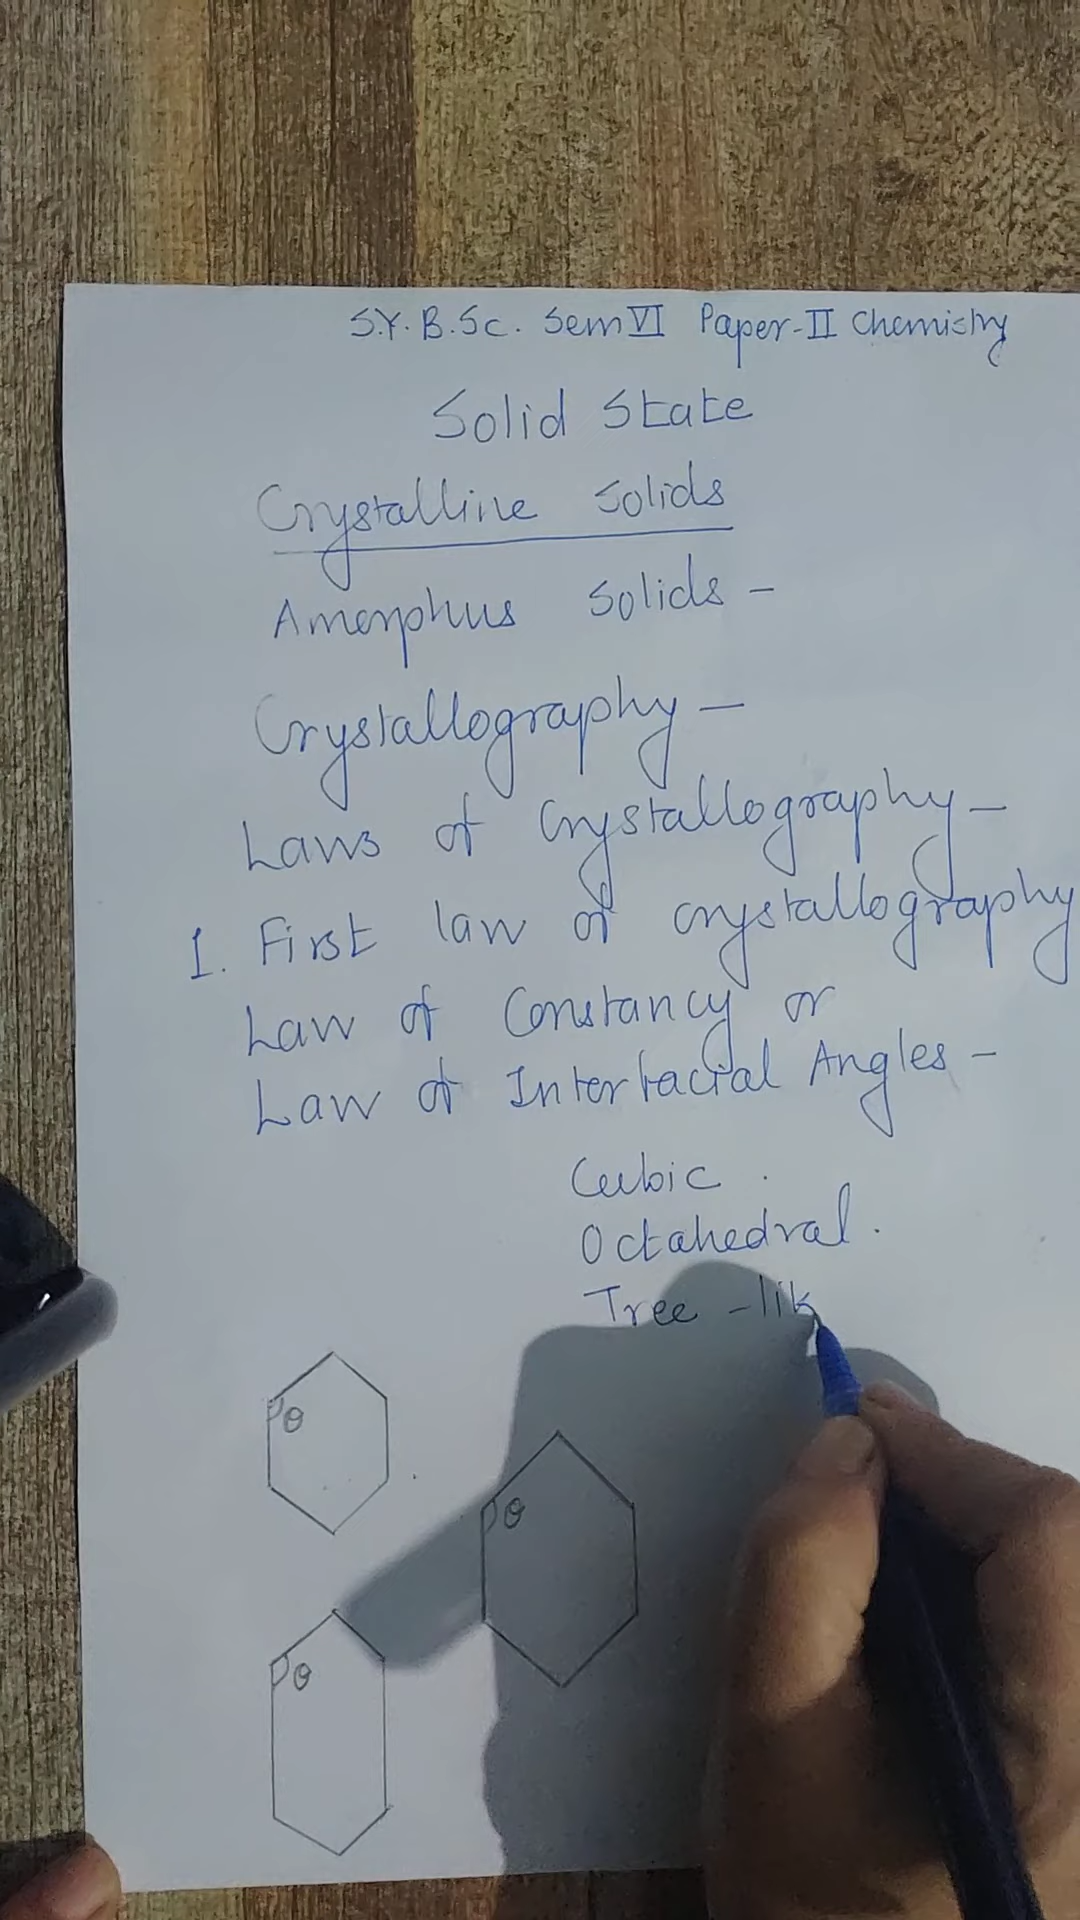 S.Y. B.Sc. Sem VI Paper-II Chemistry
Solid State
Crystalline Solids
Amorphus Solids -
Crystallography -
Laws of Crystallography -
1. First law of crystallography
Law of Constancy or
Law of Interfacial Angles -
Cubic .
Octahedral.
Tree - lik
θ
θ
θ